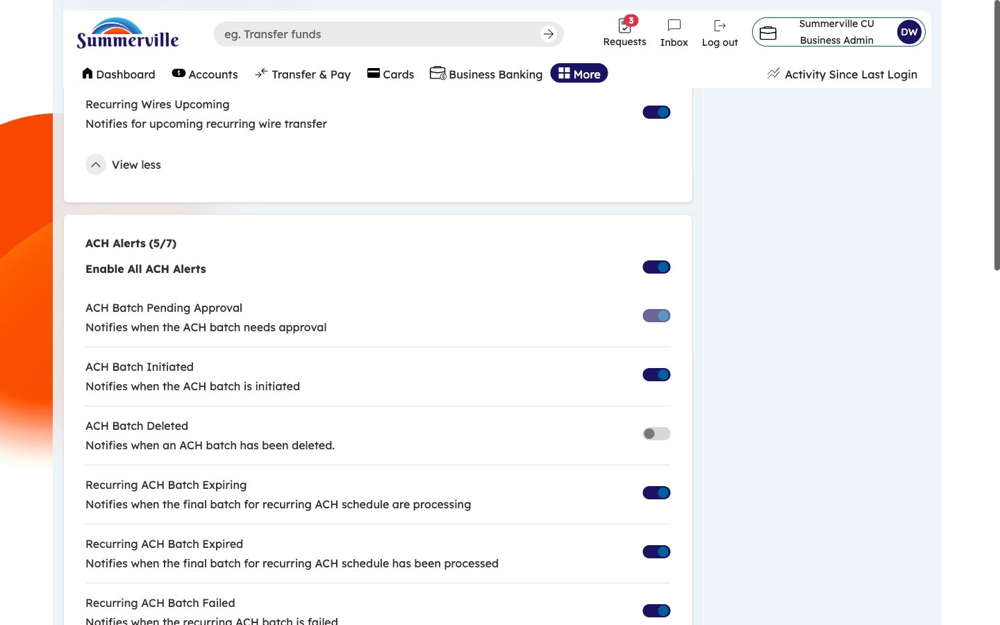 Summerville
eg. Transfer funds
3
Requests
Inbox
Log out
Summerville CU
Business Admin
DW
Dashboard
Accounts
Transfer & Pay
Cards
Business Banking
More
Activity Since Last Login
Recurring Wires Upcoming
Notifies for upcoming recurring wire transfer
View less
ACH Alerts (5/7)
Enable All ACH Alerts
ACH Batch Pending Approval
Notifies when the ACH batch needs approval
ACH Batch Initiated
Notifies when the ACH batch is initiated
ACH Batch Deleted
Notifies when an ACH batch has been deleted.
Recurring ACH Batch Expiring
Notifies when the final batch for recurring ACH schedule are processing
Recurring ACH Batch Expired
Notifies when the final batch for recurring ACH schedule has been processed
Recurring ACH Batch Failed
Notifies when the recurring ACH batch is failed